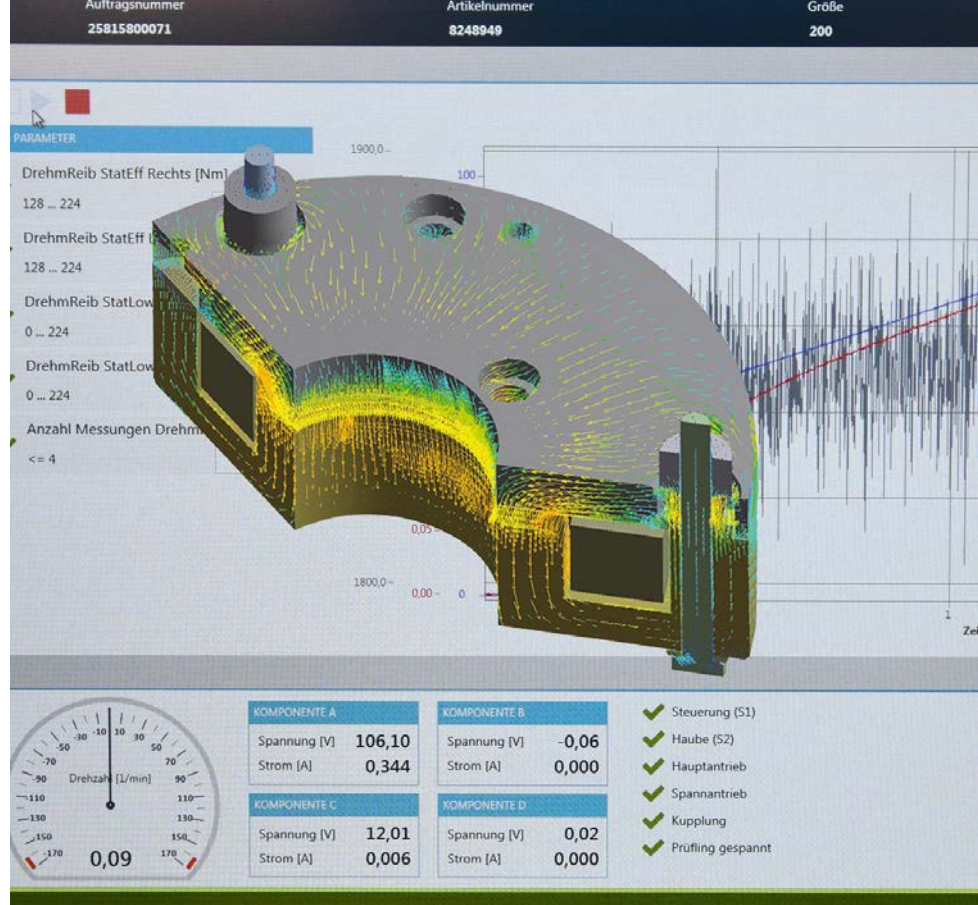 Auftragsnummer
25815800071
Artikelnummer
8248949
Größe
200
PARAMETER
DrehmReib StatEff Rechts [Nm]
128 ... 224
DrehmReib StatEff
128 ... 224
DrehmReib StatLow
0 ... 224
DrehmReib StatLow
0 ... 224
Anzahl Messungen Drehm
<= 4
1900,0
100
0,05
1800,0
0,00
0
1
Zei
-50 -30 -10 10 30 50
-70 70
-90 Drehzahl [1/min] 90
-110 110
-130 130
-150 150
-170 170
0,09
KOMPONENTE A
Spannung [V] 106,10
Strom [A] 0,344
KOMPONENTE B
Spannung [V] -0,06
Strom [A] 0,000
KOMPONENTE C
Spannung [V] 12,01
Strom [A] 0,006
KOMPONENTE D
Spannung [V] 0,02
Strom [A] 0,000
Steuerung (S1)
Haube (S2)
Hauptantrieb
Spannantrieb
Kupplung
Prüfling gespannt